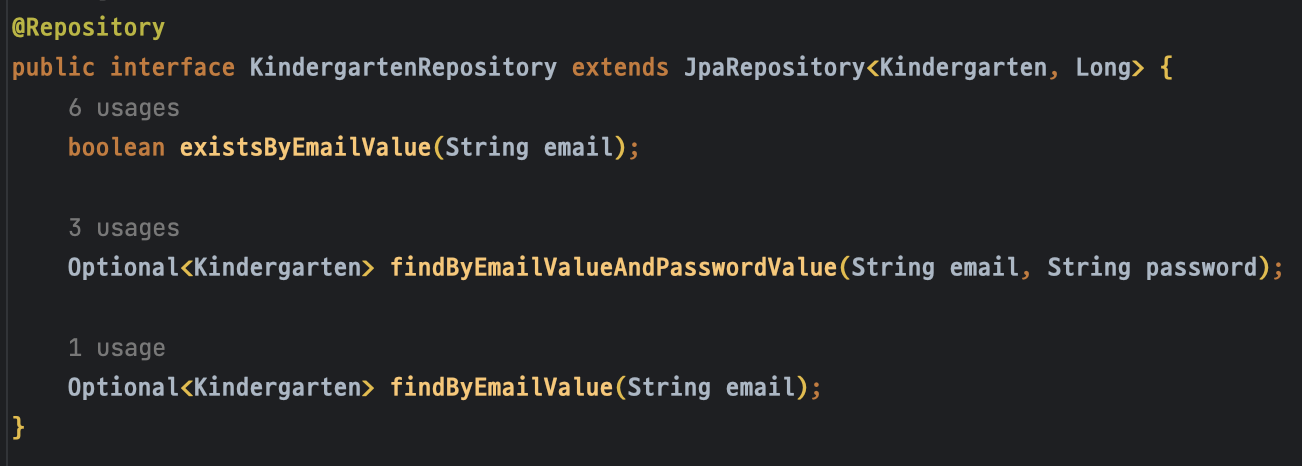 @Repository
public interface KindergartenRepository extends JpaRepository<Kindergarten, Long> {
6 usages
boolean existsByEmailValue(String email);
3 usages
Optional<Kindergarten> findByEmailValueAndPasswordValue(String email, String password);
1 usage
Optional<Kindergarten> findByEmailValue(String email);
}